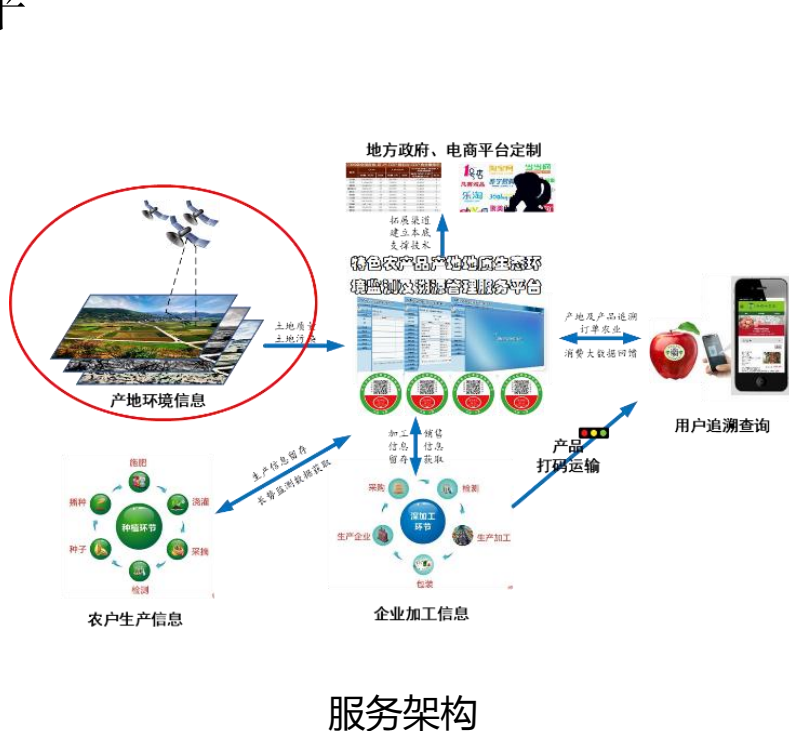 地方政府、电商平台定制
拓展渠道
建立本底
支撑技术
特色农产品产地地质生态环
境监测及溯源管理服务平台
土地质
土地污染
产地及产品追溯
订单农业
消费大数据回馈
产地环境信息
用户追溯查询
生产信息留存
长势监测数据获取
加工 销售
信息 信息
留存 获取
产品
打码运输
施肥
播种
浇灌
种植环节
种子
采摘
检测
农户生产信息
采购
检测
深加工
环节
生产企业
生产加工
包装
企业加工信息
服务架构